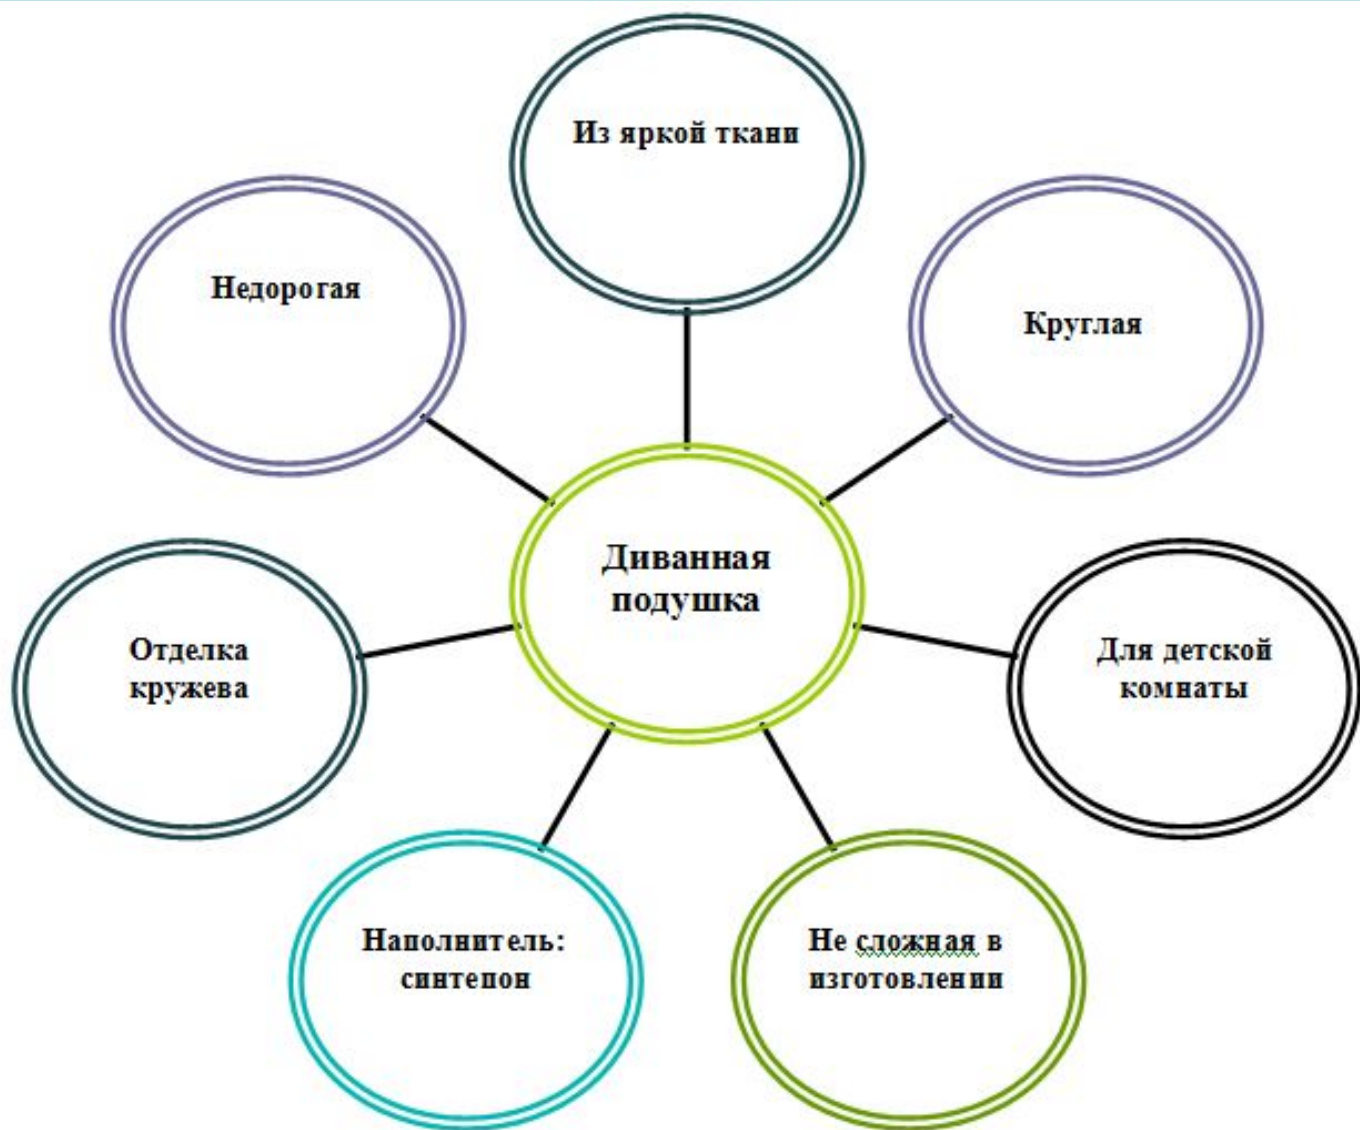 Из яркой ткани
Недорогая
Круглая
Диванная
подушка
Отделка
кружева
Для детской
комнаты
Наполнитель:
синтепон
Не сложная в
изготовлении